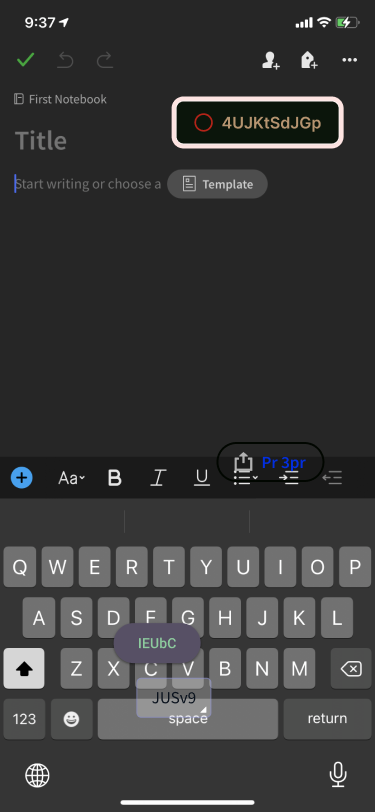 9:37
First Notebook
4UJKtSdJGp
Title
Start writing or choose a Template
Pr 3pr
Aa B I U
Q W E R T Y U I O P
A S D F G H J K L
IEUbC
Z X C V B N M
JUSv9
123 space return